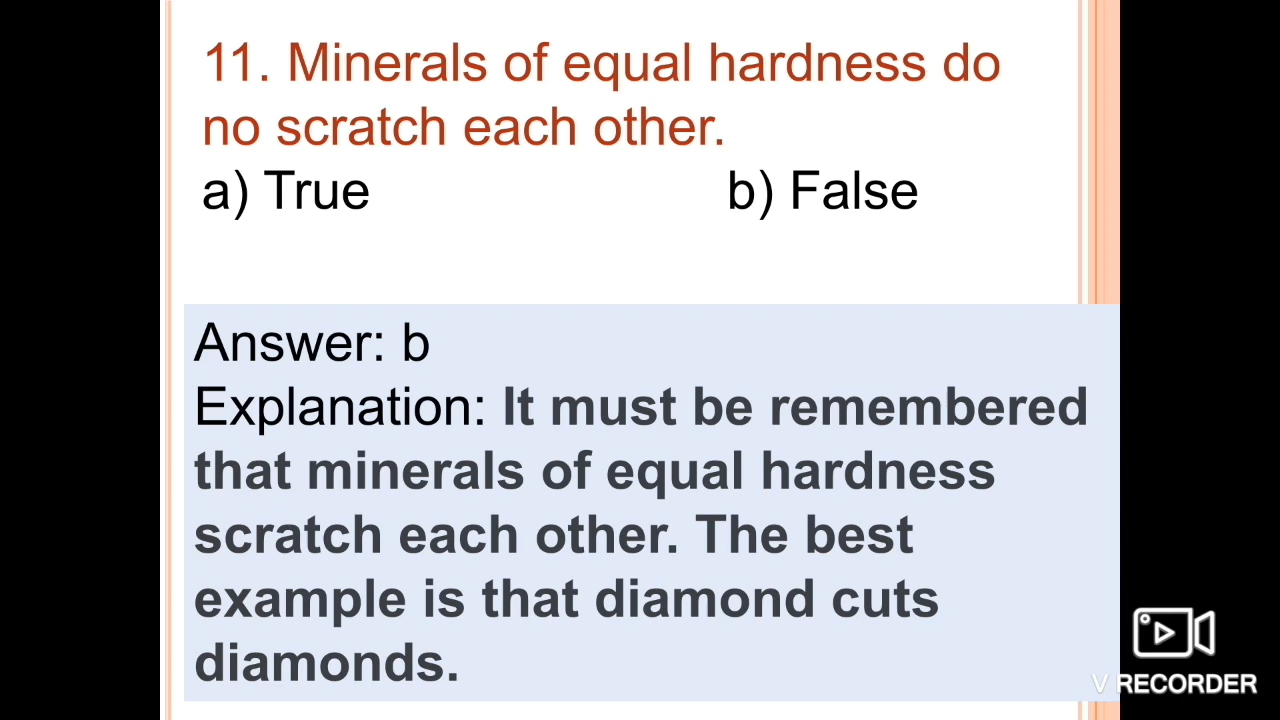 11. Minerals of equal hardness do
no scratch each other.
a) True b) False
Answer: b
Explanation: It must be remembered
that minerals of equal hardness
scratch each other. The best
example is that diamond cuts
diamonds.
V RECORDER